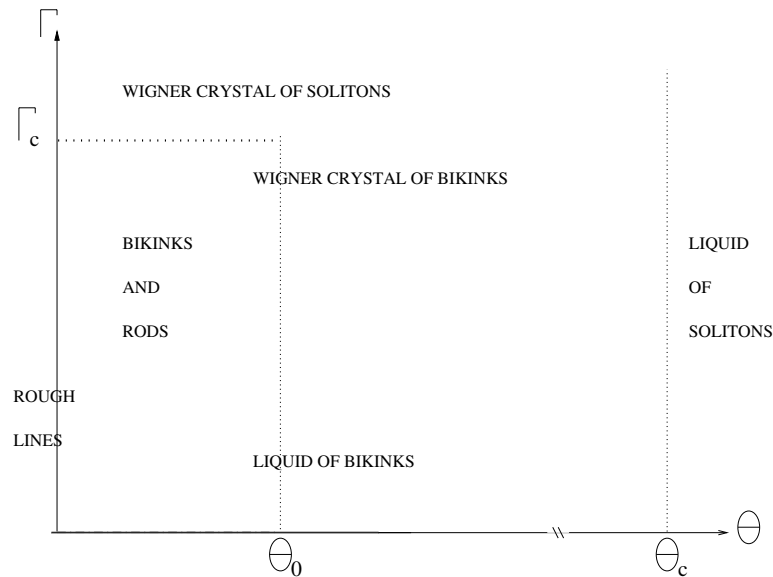 Γ
WIGNER CRYSTAL OF SOLITONS
Γc
WIGNER CRYSTAL OF BIKINKS
BIKINKS
AND
RODS
LIQUID
OF
SOLITONS
ROUGH
LINES
LIQUID OF BIKINKS
Θ
Θ0
Θc